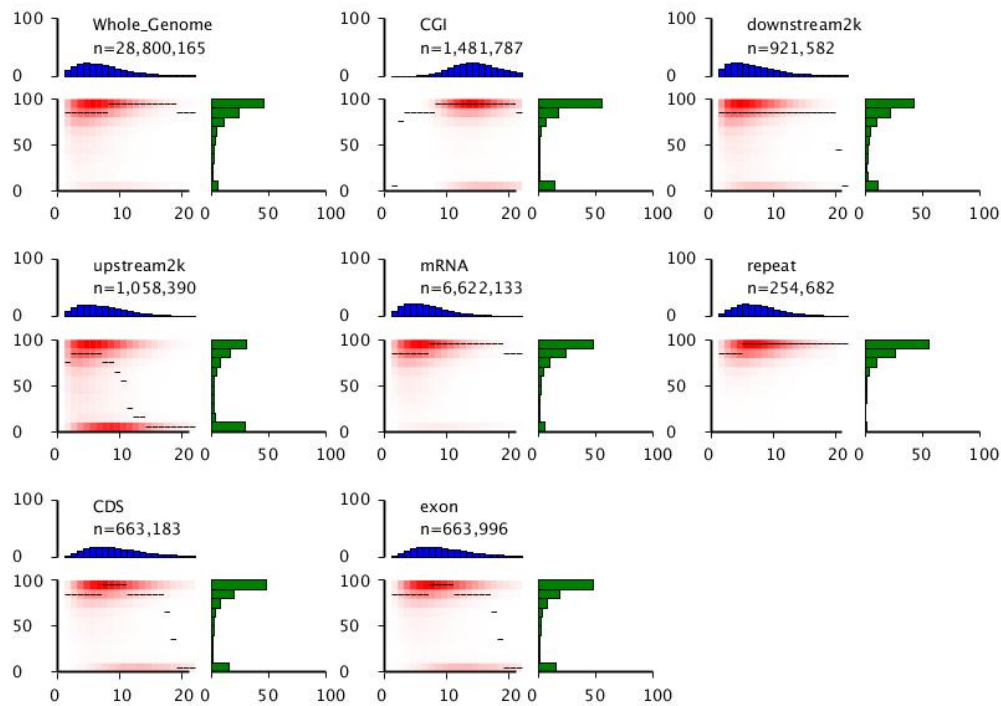 100 Whole_Genome 100 CGI 100 downstream2k
n=28,800,165 n=1,481,787 n=921,582
0 0 0
100 100 100
50 50 50
0 0 0
0 10 20 0 50 100 0 10 20 0 50 100 0 10 20 0 50 100
100 upstream2k 100 mRNA 100 repeat
n=1,058,390 n=6,622,133 n=254,682
0 0 0
100 100 100
50 50 50
0 0 0
0 10 20 0 50 100 0 10 20 0 50 100 0 10 20 0 50 100
100 CDS 100 exon
n=663,183 n=663,996
0 0
100 100
50 50
0 0
0 10 20 0 50 100 0 10 20 0 50 100